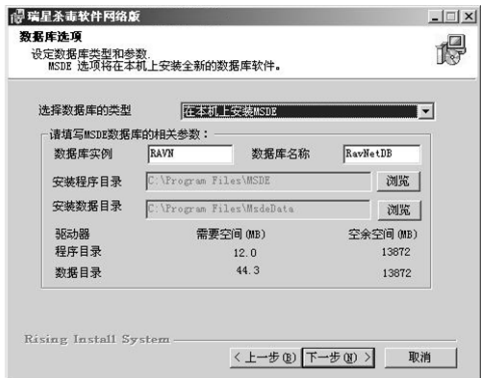 瑞星杀毒软件网络版
数据库选项
设定数据库类型和参数.
MSDE 选项将在本机上安装全新的数据库软件。
选择数据库的类型 在本机上安装MSDE
请填写MSDE数据库的相关参数：
数据库实例 RAVN 数据库名称 RavNetDB
安装程序目录 C:\Program Files\MSDE 浏览
安装数据目录 C:\Program Files\MsdeData 浏览
驱动器 需要空间(MB) 空余空间(MB)
程序目录 12.0 13872
数据目录 44.3 13872
Rising Install System
< 上一步(B) 下一步(N) > 取消